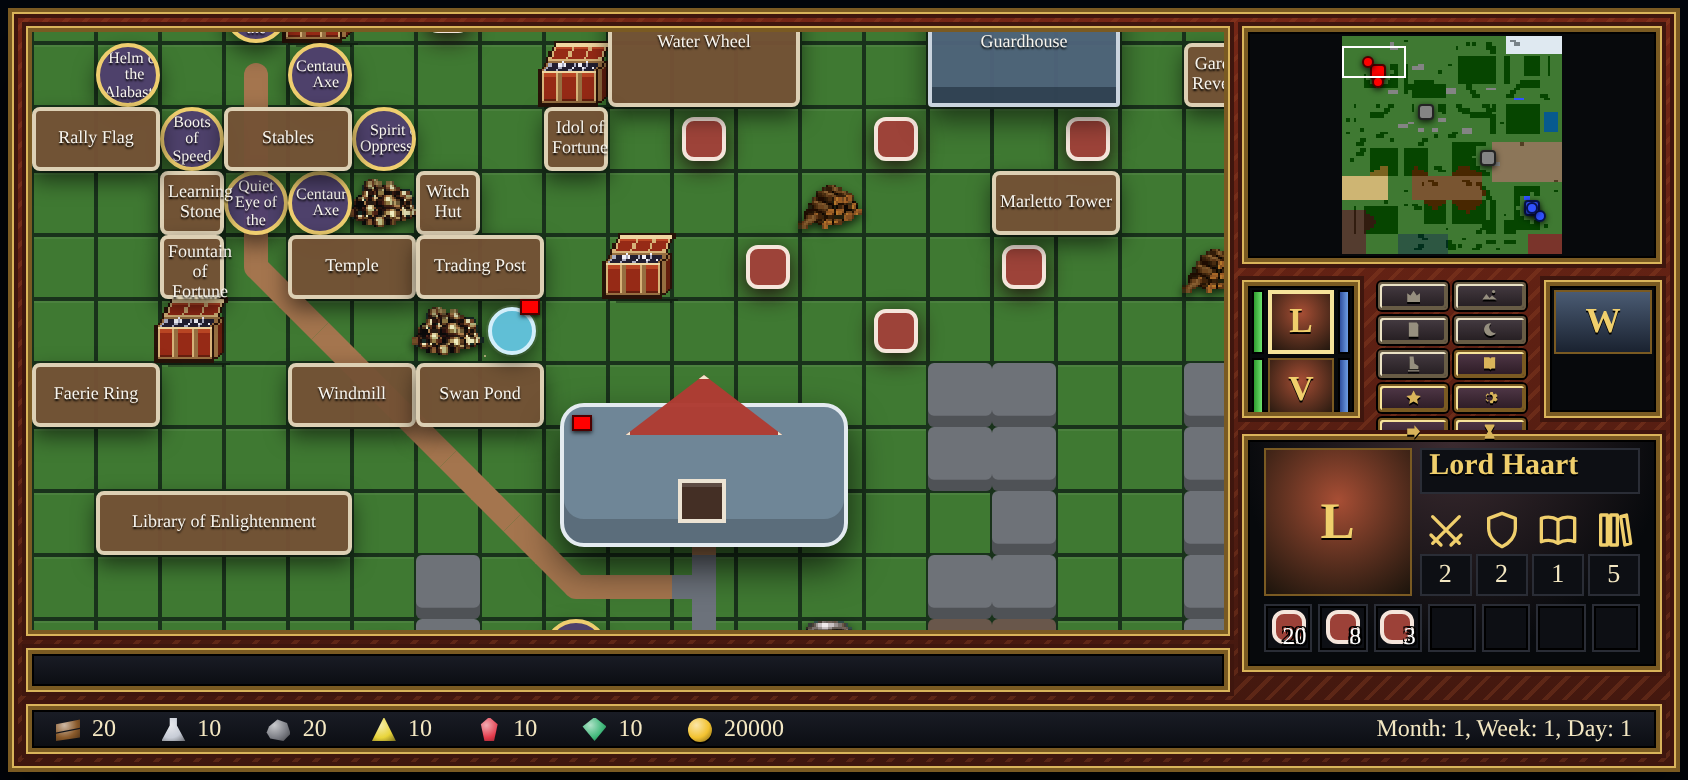 Water Wheel
Guardhouse
the
Centaur
Axe
Rally Flag
Boots
of
Speed
Stables
Spirit
Idol of
Fortune
Learning
Stone
Quiet
Eye of
the
Centaur
Axe
Witch
Hut
Marletto Tower
Fountain
of
Fortune
Temple
Trading Post
Faerie Ring
Windmill
Swan Pond
Library of Enlightenment
L
V
W
Lord Haart
L
2 2 1 5
20 8 3
20 10 20 10 10 10 20000
Month: 1, Week: 1, Day: 1